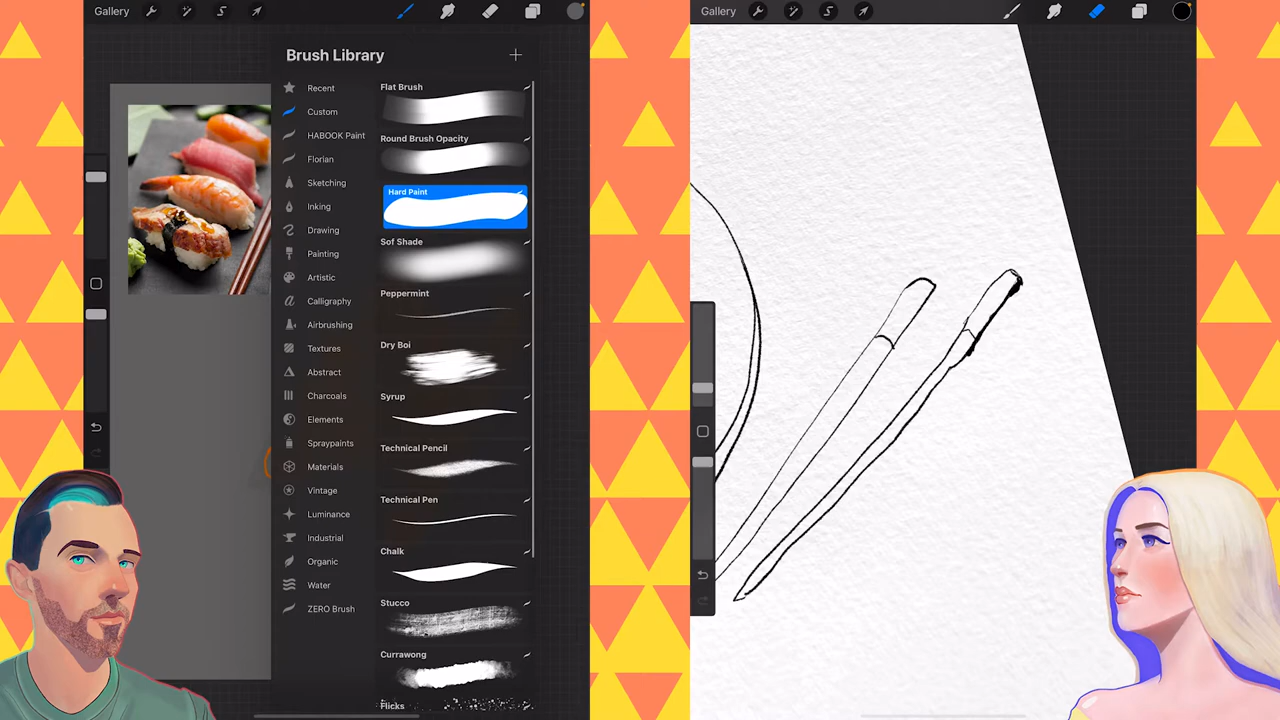 Gallery
Brush Library
Recent
Custom
HABOOK Paint
Florian
Sketching
Inking
Drawing
Painting
Artistic
Calligraphy
Airbrushing
Textures
Abstract
Charcoals
Elements
Spraypaints
Materials
Vintage
Luminance
Industrial
Organic
Water
ZERO Brush
Flat Brush
Round Brush Opacity
Hard Paint
Sof Shade
Peppermint
Dry Boi
Syrup
Technical Pencil
Technical Pen
Chalk
Stucco
Currawong
Flicks
Gallery